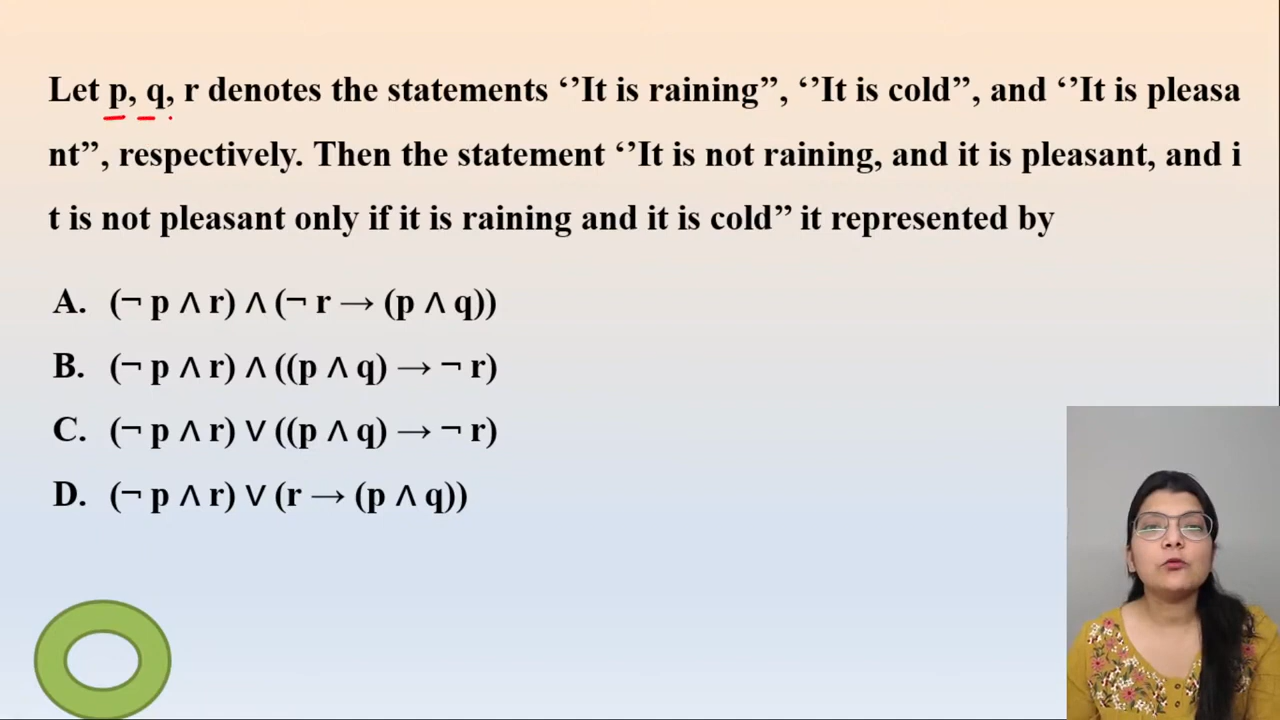 Let p, q, r denotes the statements ‘’It is raining”, ‘’It is cold”, and ‘’It is pleasa
nt”, respectively. Then the statement ‘’It is not raining, and it is pleasant, and i
t is not pleasant only if it is raining and it is cold” it represented by
A. (¬ p ∧ r) ∧ (¬ r → (p ∧ q))
B. (¬ p ∧ r) ∧ ((p ∧ q) → ¬ r)
C. (¬ p ∧ r) ∨ ((p ∧ q) → ¬ r)
D. (¬ p ∧ r) ∨ (r → (p ∧ q))